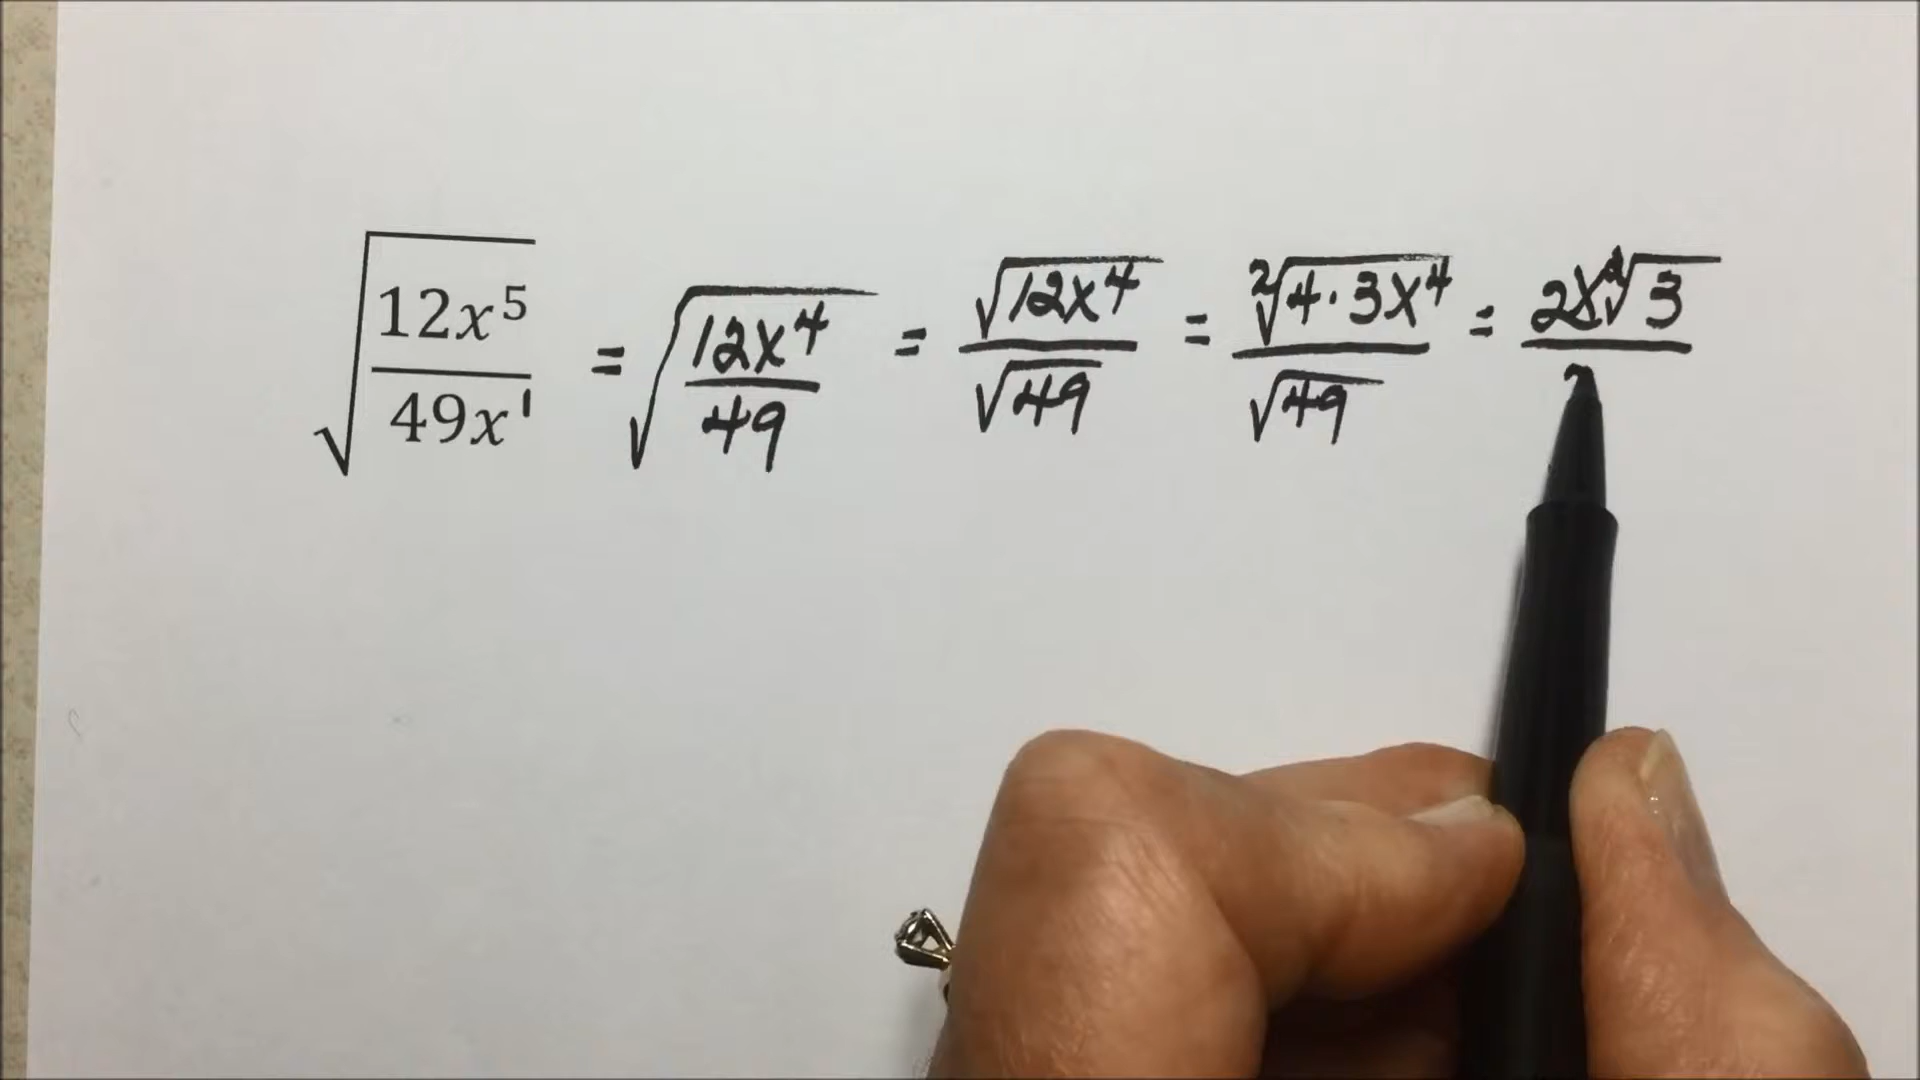 √(12x⁵/49x¹) = √(12x⁴/49) = √12x⁴/√49 = ²√4·3x⁴/√49 = 2x²√3/